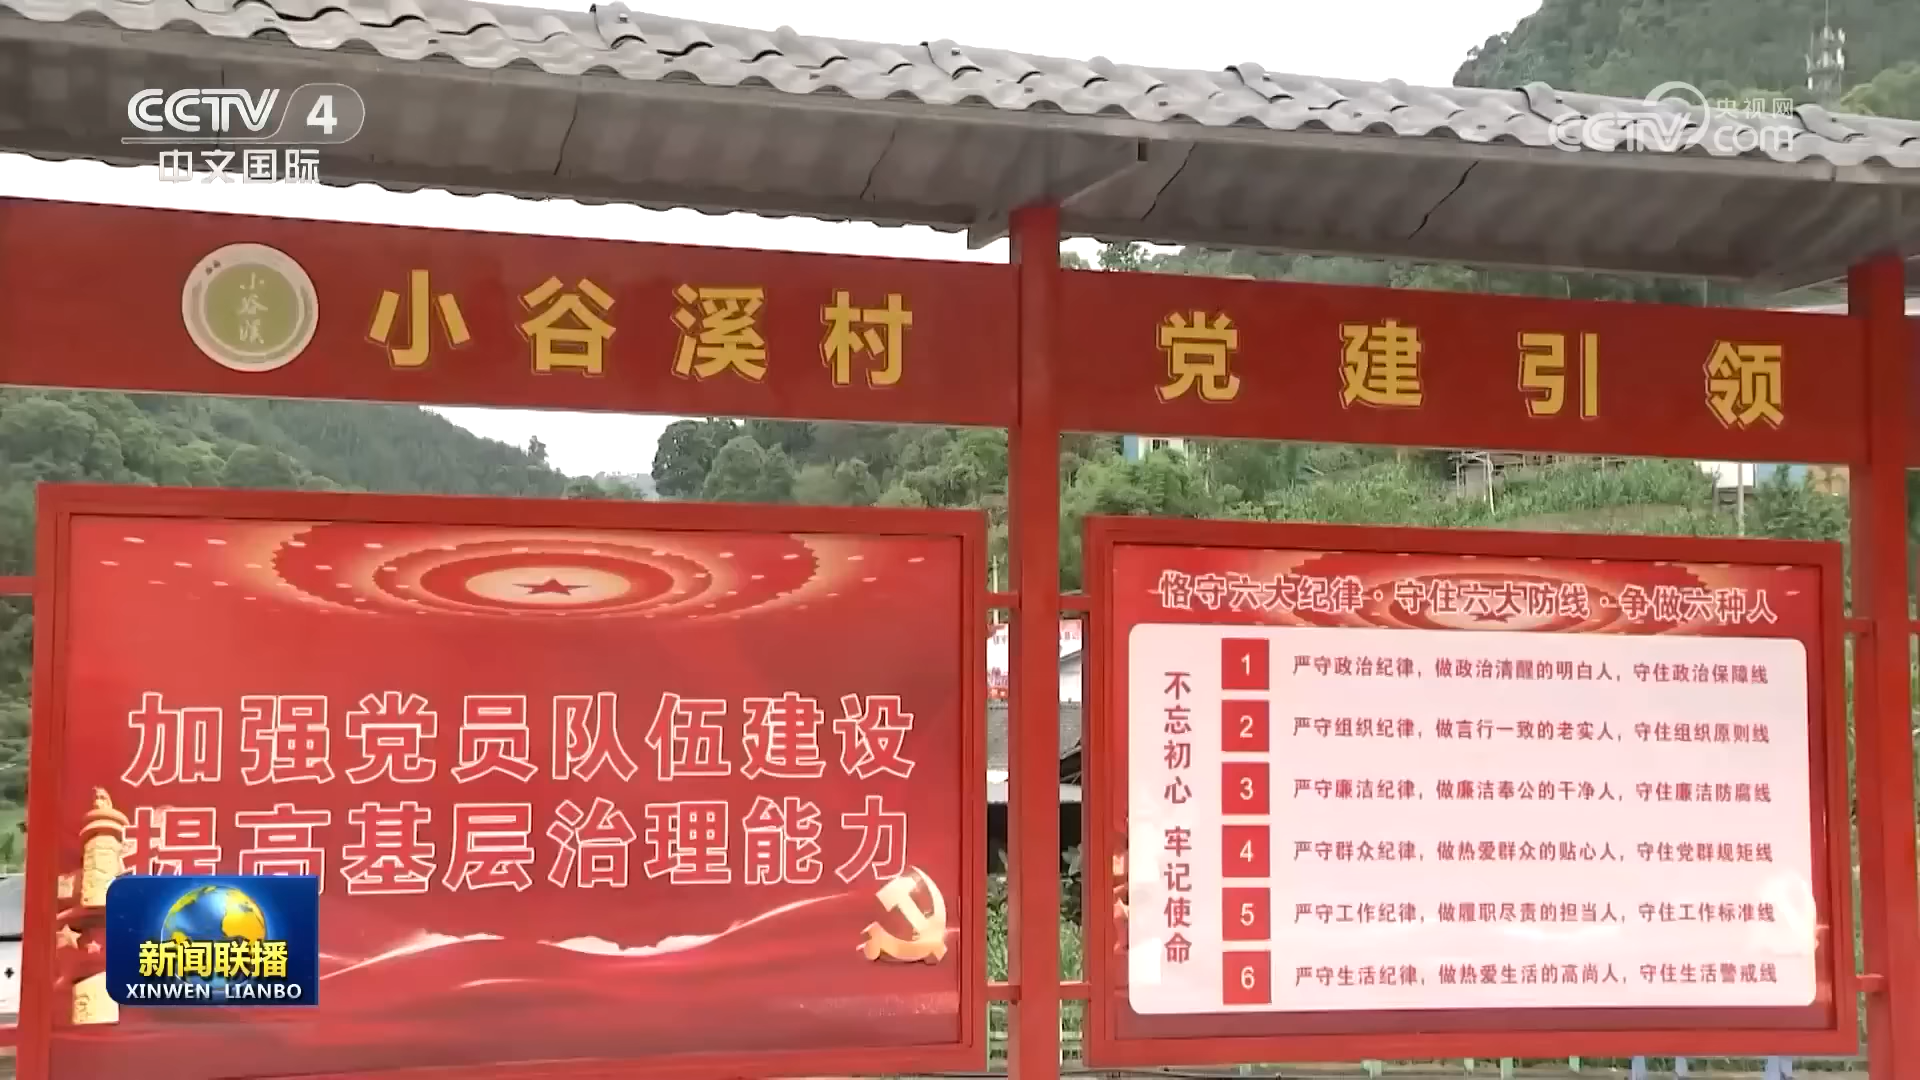 CCTV 4
中文国际
央视网
CCTV.com
小谷溪
小谷溪村 党建引领
加强党员队伍建设
提高基层治理能力
恪守六大纪律·守住六大防线·争做六种人
不忘初心 牢记使命
1 严守政治纪律，做政治清醒的明白人，守住政治保障线
2 严守组织纪律，做言行一致的老实人，守住组织原则线
3 严守廉洁纪律，做廉洁奉公的干净人，守住廉洁防腐线
4 严守群众纪律，做热爱群众的贴心人，守住党群规矩线
5 严守工作纪律，做履职尽责的担当人，守住工作标准线
6 严守生活纪律，做热爱生活的高尚人，守住生活警戒线
新闻联播
XINWEN LIANBO